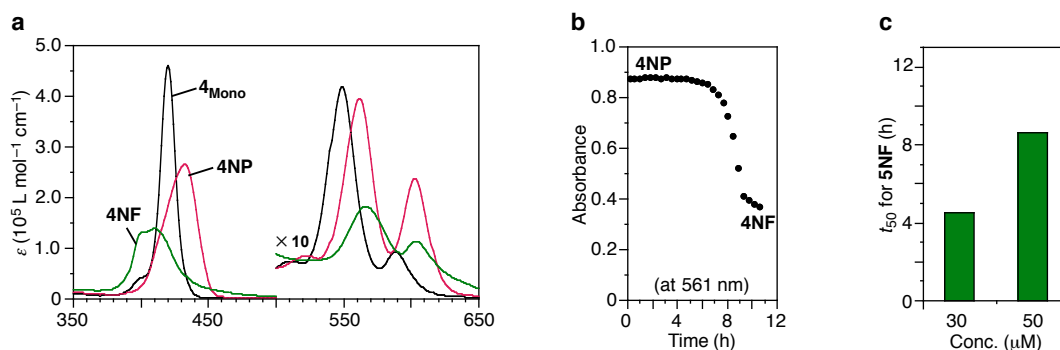 a
ε (10⁵ L mol⁻¹ cm⁻¹)
5.0
4.0
3.0
2.0
1.0
0
4Mono
4NP
4NF
× 10
350
450
550
650
b
Absorbance
1.0
0.8
0.6
0.4
0.2
0
4NP
4NF
(at 561 nm)
0
4
8
12
Time (h)
c
t50 for 5NF (h)
12
8
4
0
30
50
Conc. (μM)